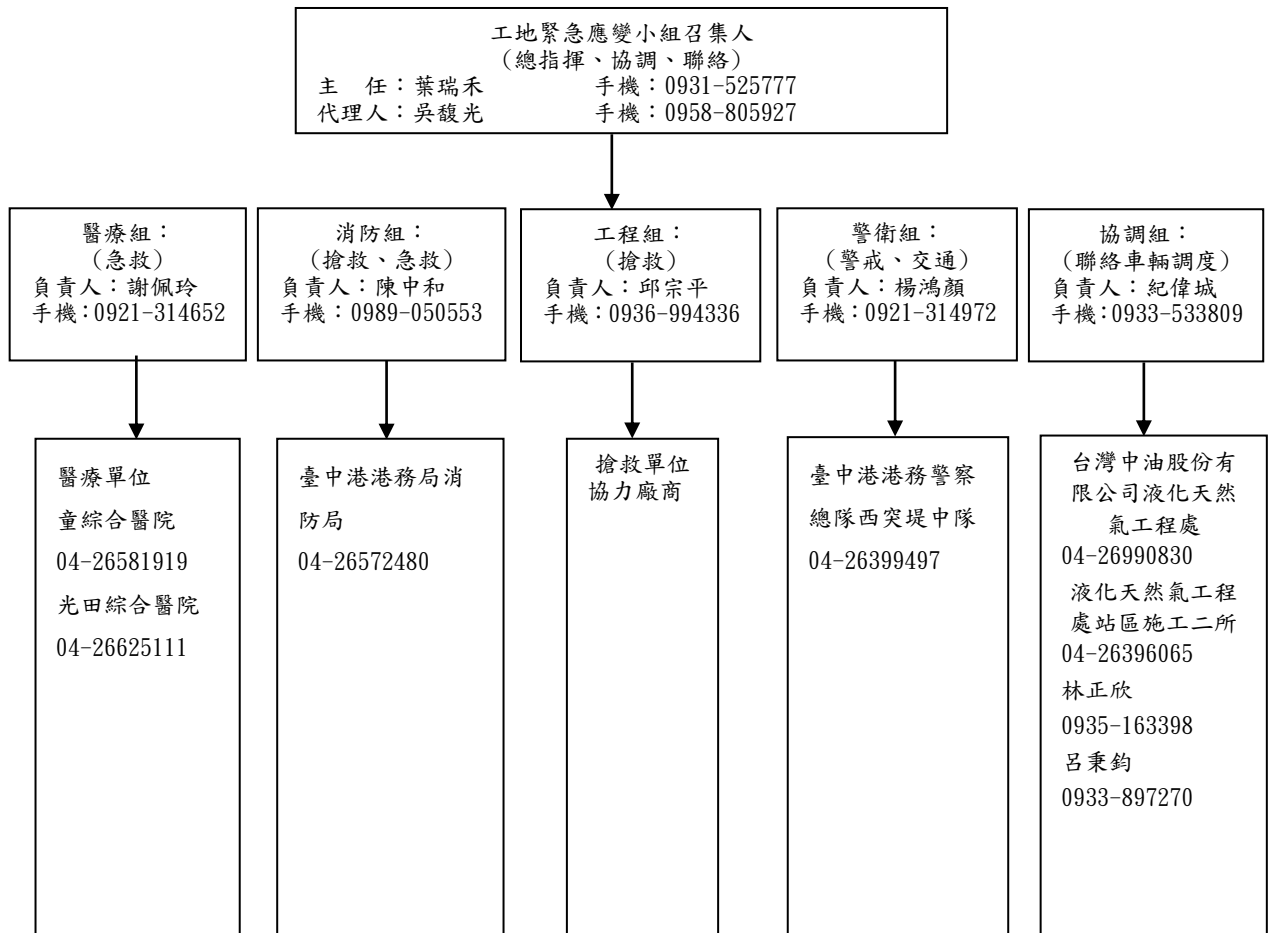 工地緊急應變小組召集人
(總指揮、協調、聯絡)
主　任：葉瑞禾　手機：0931-525777
代理人：吳馥光　手機：0958-805927
醫療組：
(急救)
負責人：謝佩玲
手機：0921-314652
消防組：
(搶救、急救)
負責人：陳中和
手機：0989-050553
工程組：
(搶救)
負責人：邱宗平
手機：0936-994336
警衛組：
(警戒、交通)
負責人：楊鴻顏
手機：0921-314972
協調組：
(聯絡車輛調度)
負責人：紀偉城
手機：0933-533809
醫療單位
童綜合醫院
04-26581919
光田綜合醫院
04-26625111
臺中港港務局消
防局
04-26572480
搶救單位
協力廠商
臺中港港務警察
總隊西突堤中隊
04-26399497
台灣中油股份有
限公司液化天然
氣工程處
04-26990830
液化天然氣工程
處站區施工二所
04-26396065
林正欣
0935-163398
呂秉鈞
0933-897270